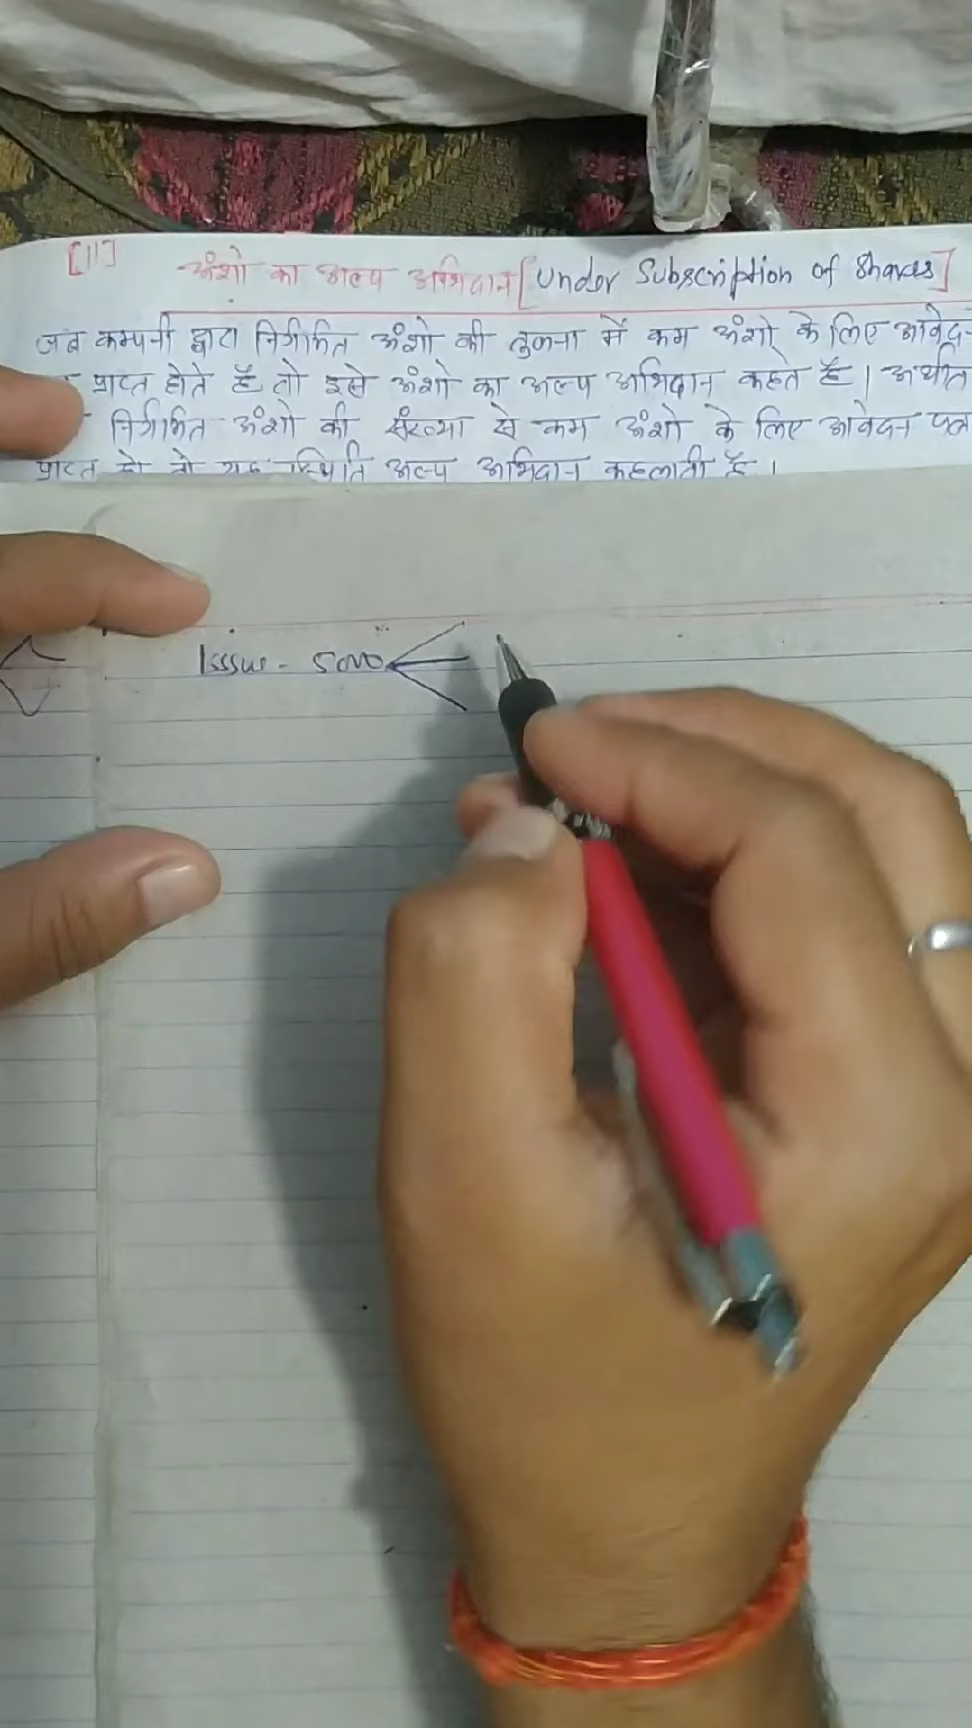 [11] अंशो का अल्प अभिदान [Under Subscription of Shares]
जब कम्पनी द्वारा निर्गमित अंशो की तुलना में कम अंशो के लिए आवेदन
प्राप्त होते है तो इसे अंशो का अल्प अभिदान कहते है। अर्थात
निर्गमित अंशो की संख्या से कम अंशो के लिए आवेदन पत्र
प्राप्त हो तो यह स्थिति अल्प अभिदान कहलाती है।
Issue - 5000